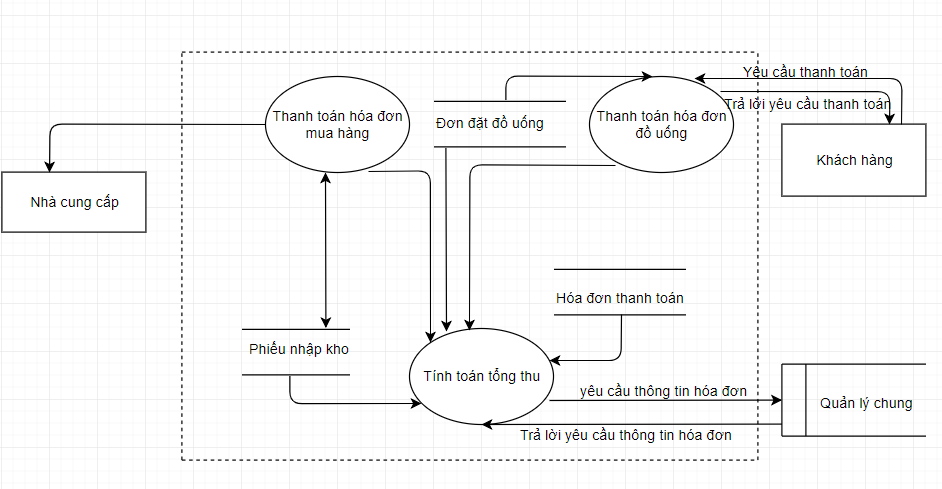 Yêu cầu thanh toán
Trả lời yêu cầu thanh toán
Thanh toán hóa đơn
mua hàng
Đơn đặt đồ uống
Thanh toán hóa đơn
đồ uống
Khách hàng
Nhà cung cấp
Hóa đơn thanh toán
Phiếu nhập kho
Tính toán tổng thu
yêu cầu thông tin hóa đơn
Quản lý chung
Trả lời yêu cầu thông tin hóa đơn